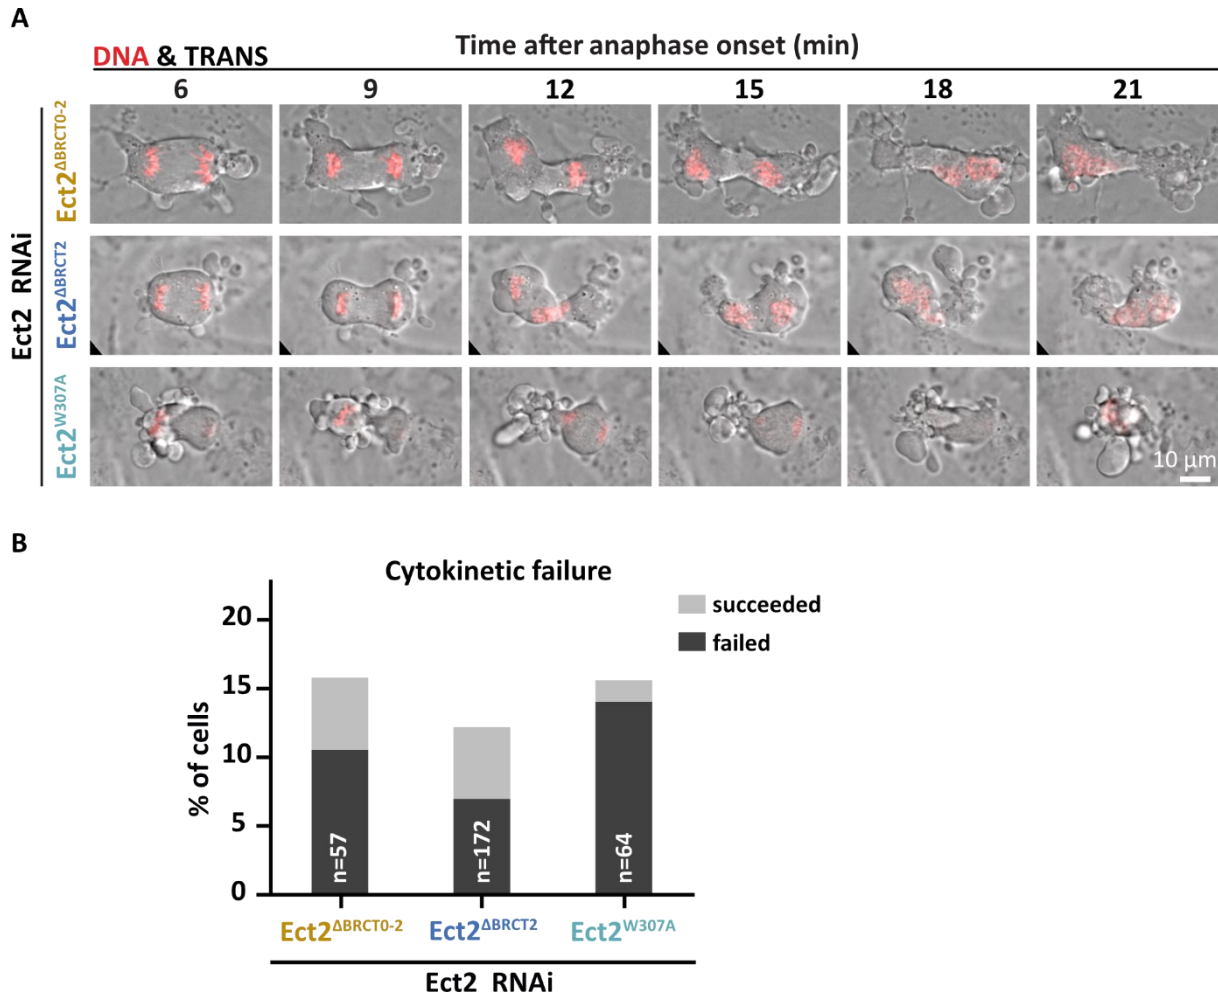 A
Time after anaphase onset (min)
DNA & TRANS
6 9 12 15 18 21
Ect2 RNAi
Ect2ΔBRCT0-2
Ect2ΔBRCT2
Ect2W307A
10 µm
B
Cytokinetic failure
succeeded
failed
% of cells
20
15
10
5
0
n=57
n=172
n=64
Ect2ΔBRCT0-2 Ect2ΔBRCT2 Ect2W307A
Ect2 RNAi